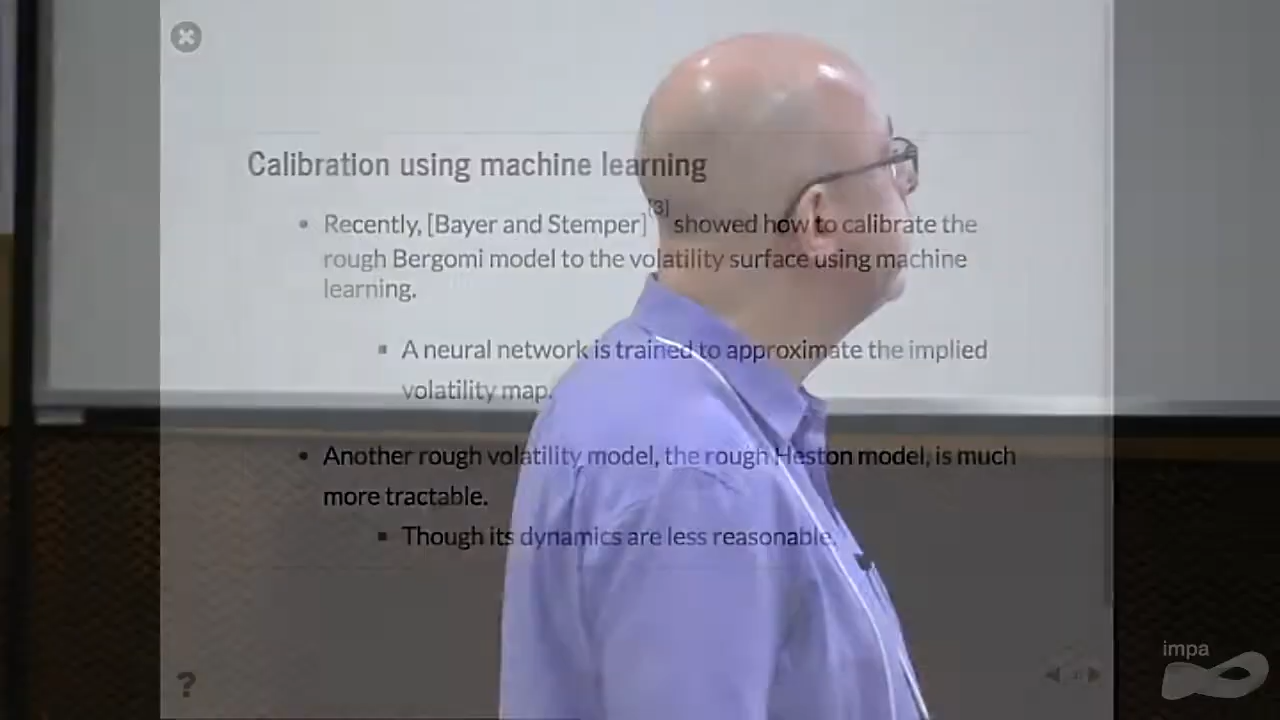 Calibration using machine learning
• Recently, [Bayer and Stemper][3] showed how to calibrate the
rough Bergomi model to the volatility surface using machine
learning.
▪ A neural network is trained to approximate the implied
volatility map.
• Another rough volatility model, the rough Heston model, is much
more tractable.
▪ Though its dynamics are less reasonable.
?
impa